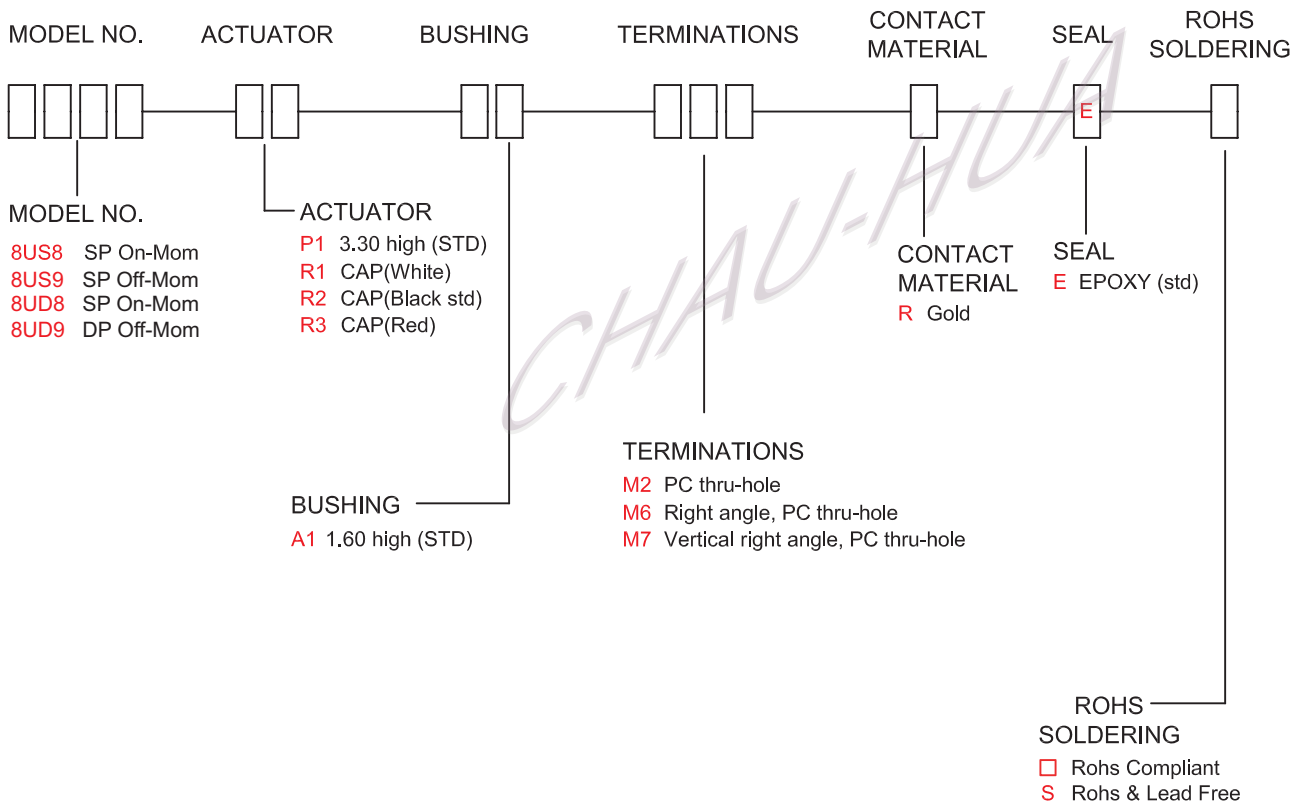 MODEL NO.
ACTUATOR
BUSHING
TERMINATIONS
CONTACT
MATERIAL
SEAL
ROHS
SOLDERING
E
MODEL NO.
8US8 SP On-Mom
8US9 SP Off-Mom
8UD8 SP On-Mom
8UD9 DP Off-Mom
ACTUATOR
P1 3.30 high (STD)
R1 CAP(White)
R2 CAP(Black std)
R3 CAP(Red)
BUSHING
A1 1.60 high (STD)
TERMINATIONS
M2 PC thru-hole
M6 Right angle, PC thru-hole
M7 Vertical right angle, PC thru-hole
CONTACT
MATERIAL
R Gold
SEAL
E EPOXY (std)
ROHS
SOLDERING
□ Rohs Compliant
S Rohs & Lead Free
CHAU-HUA